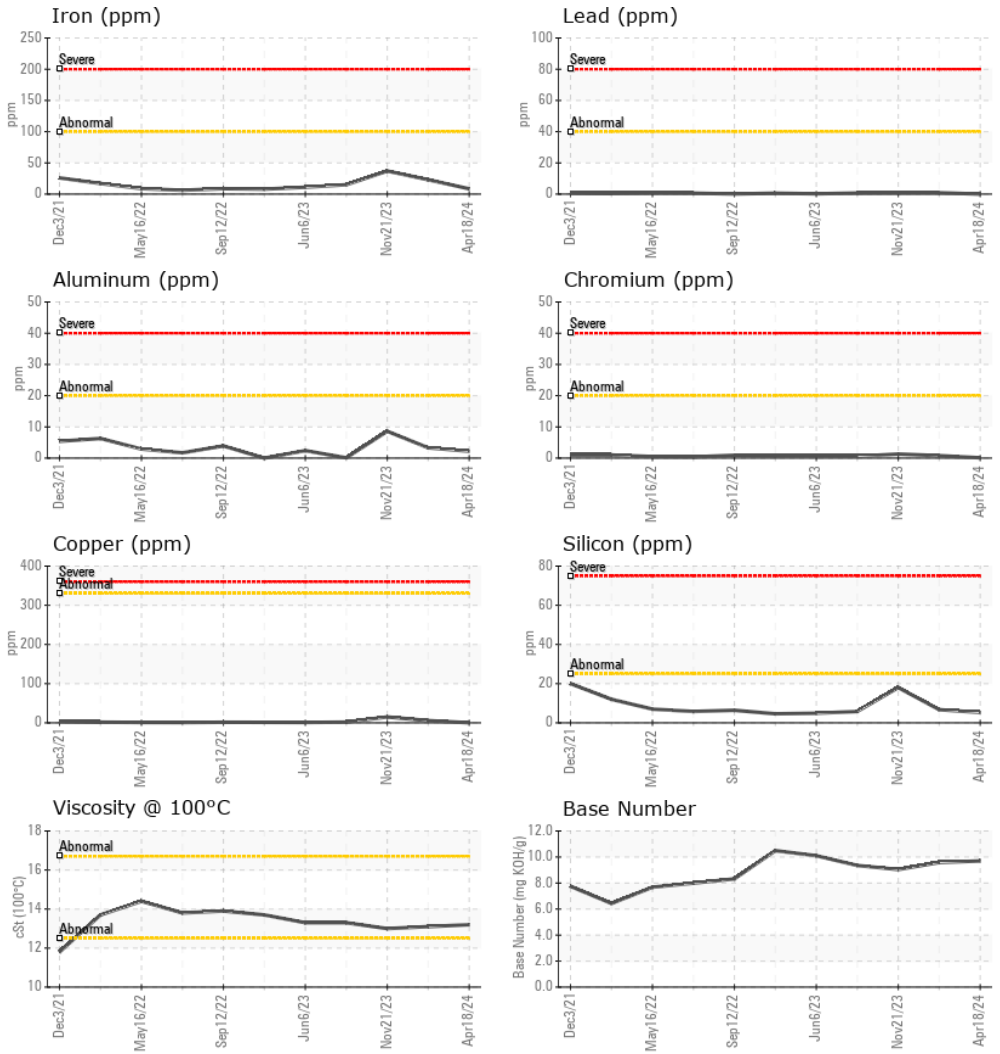 Iron (ppm)
250
200
150
100
50
0
ppm
Severe
Abnormal
Dec3/21
May16/22
Sep12/22
Jun6/23
Nov21/23
Apr18/24
Lead (ppm)
100
80
60
40
20
0
ppm
Severe
Abnormal
Dec3/21
May16/22
Sep12/22
Jun6/23
Nov21/23
Apr18/24
Aluminum (ppm)
50
40
30
20
10
0
ppm
Severe
Abnormal
Dec3/21
May16/22
Sep12/22
Jun6/23
Nov21/23
Apr18/24
Chromium (ppm)
50
40
30
20
10
0
ppm
Severe
Abnormal
Dec3/21
May16/22
Sep12/22
Jun6/23
Nov21/23
Apr18/24
Copper (ppm)
400
300
200
100
0
ppm
Severe
Abnormal
Dec3/21
May16/22
Sep12/22
Jun6/23
Nov21/23
Apr18/24
Silicon (ppm)
80
60
40
20
0
ppm
Severe
Abnormal
Dec3/21
May16/22
Sep12/22
Jun6/23
Nov21/23
Apr18/24
Viscosity @ 100°C
18
16
14
12
10
cSt (100°C)
Abnormal
Abnormal
Dec3/21
May16/22
Sep12/22
Jun6/23
Nov21/23
Apr18/24
Base Number
12.0
10.0
8.0
6.0
4.0
2.0
0.0
Base Number (mg KOH/g)
Dec3/21
May16/22
Sep12/22
Jun6/23
Nov21/23
Apr18/24